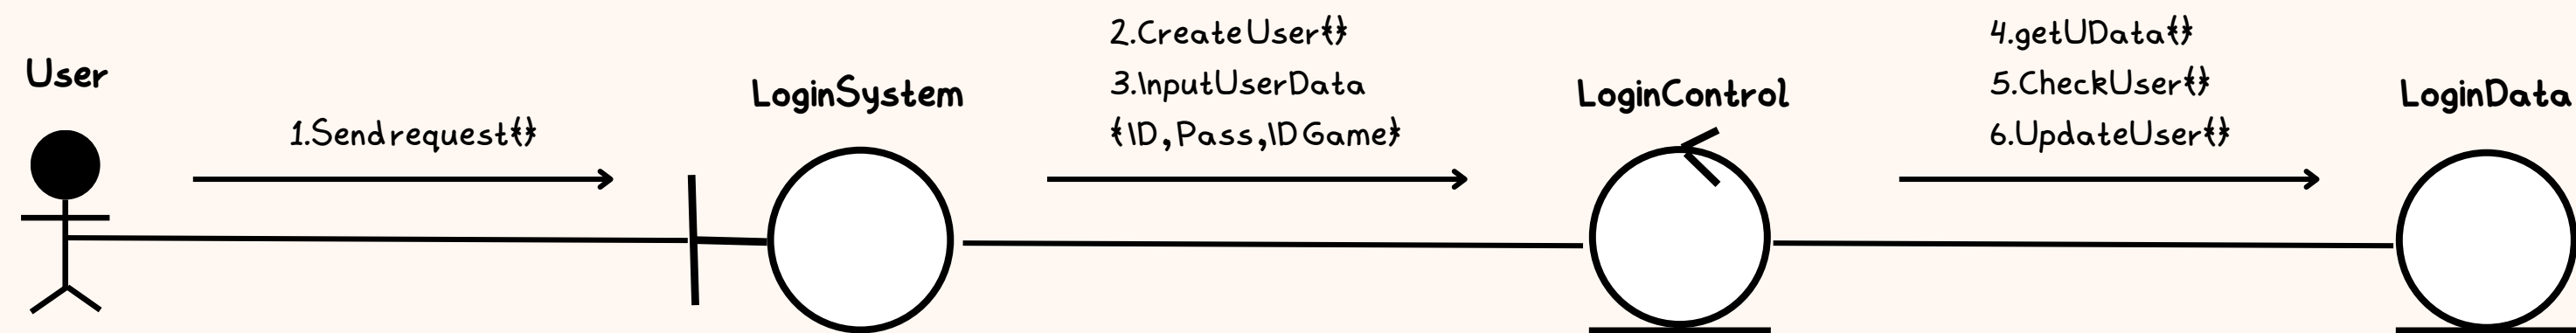 User
1.Sendrequest{}
LoginSystem
2.CreateUser{}
3.InputUserData
{ID,Pass,IDGame}
LoginControl
4.getUData{}
5.CheckUser{}
6.UpdateUser{}
LoginData